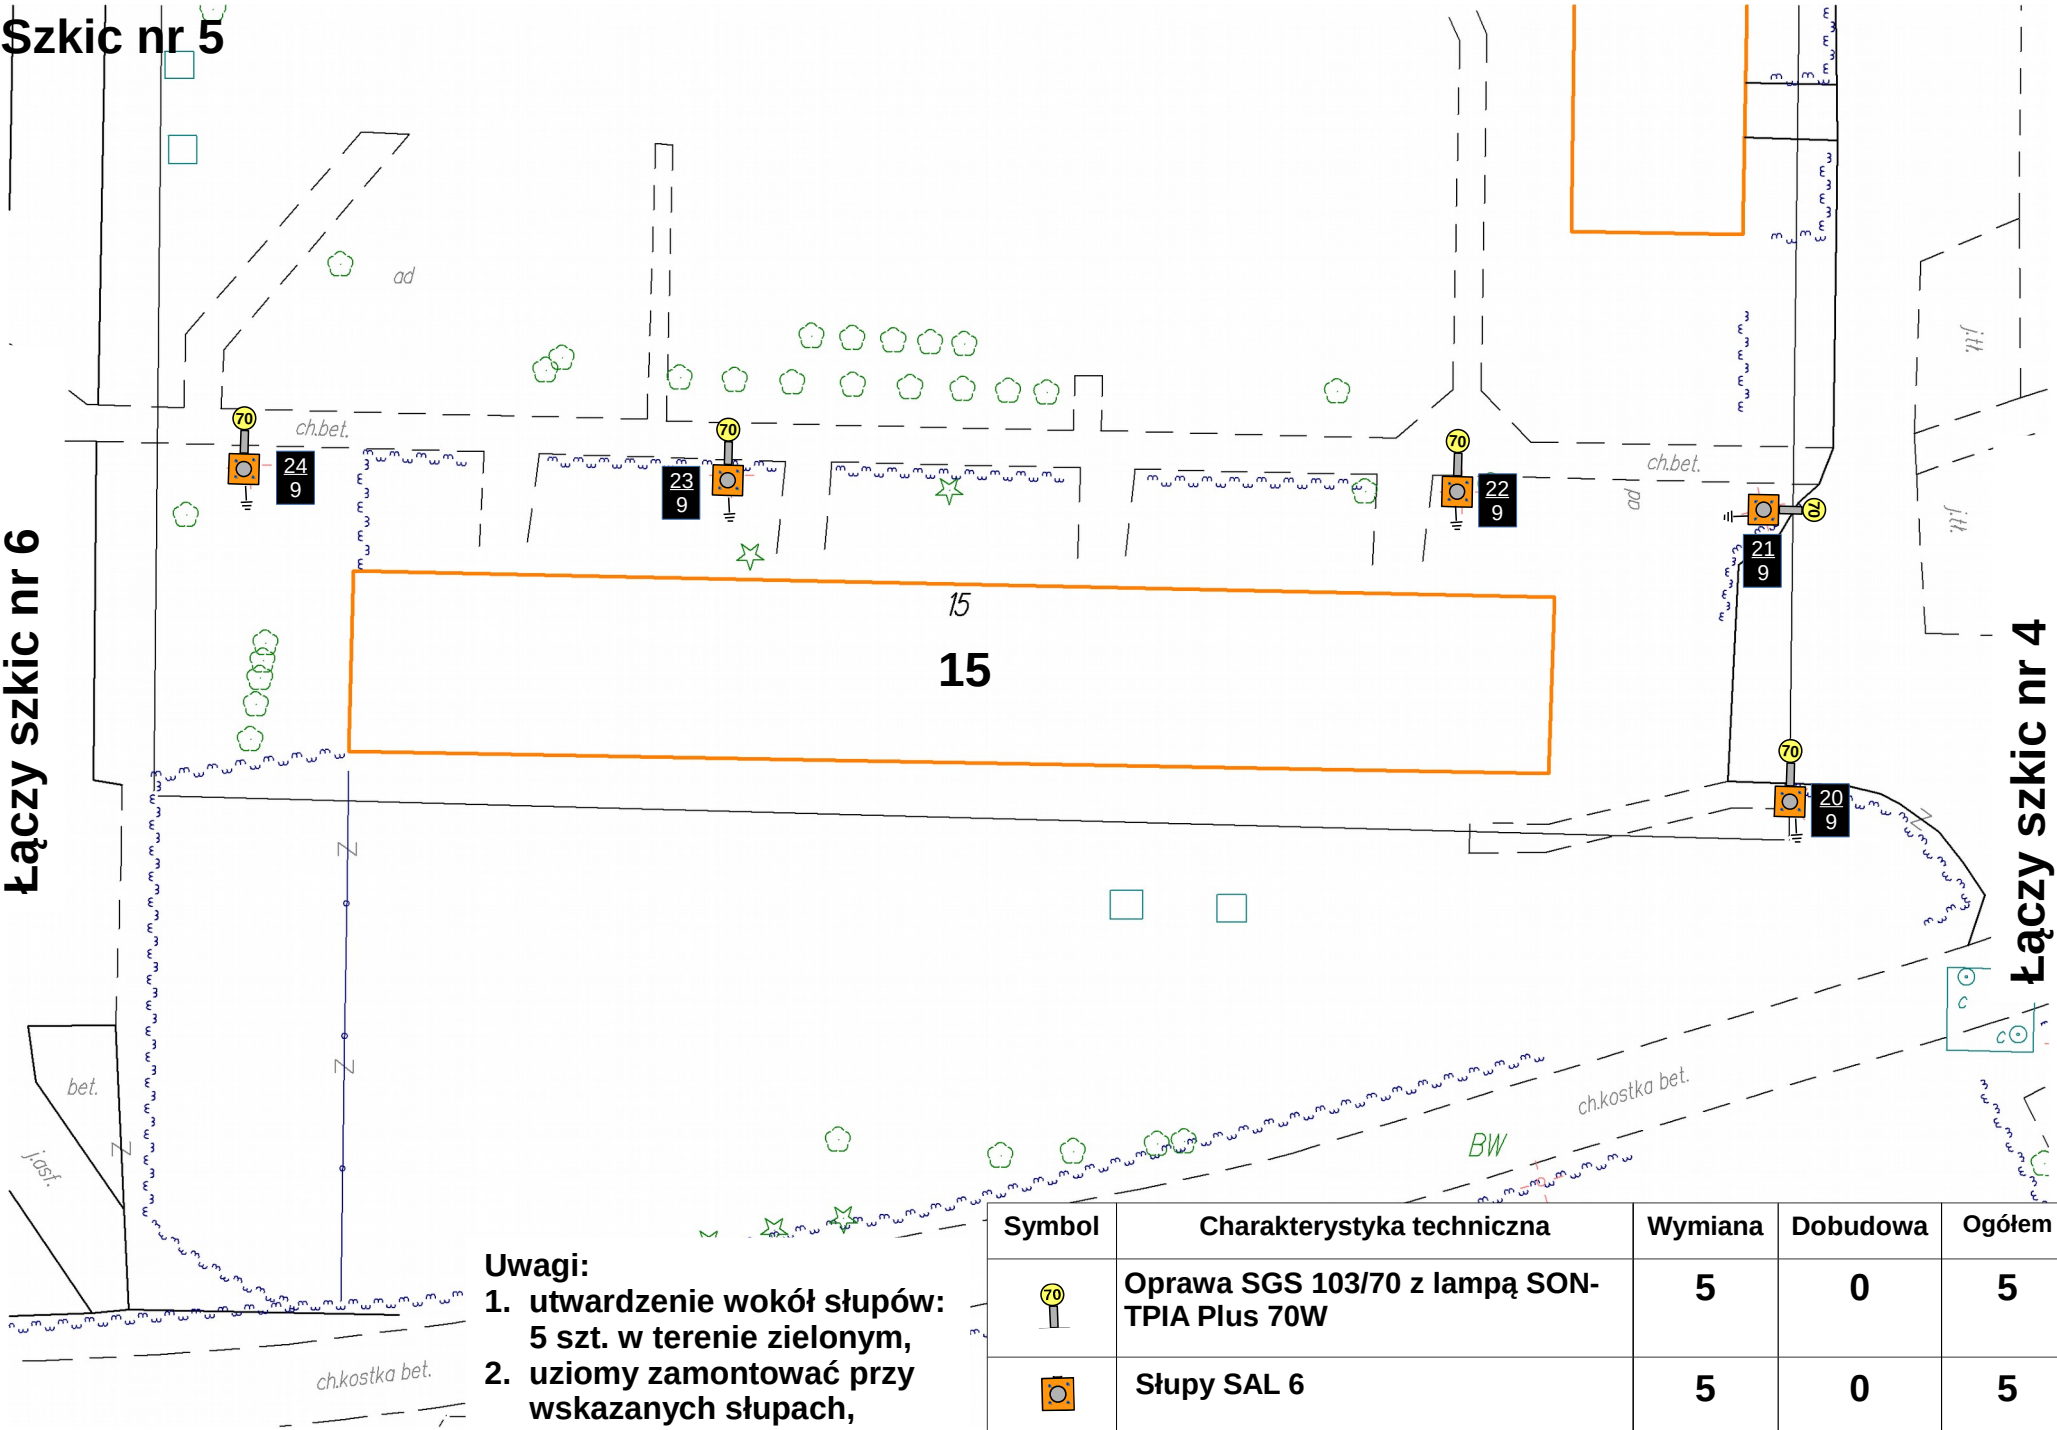 Szkic nr 5
ad
70
ch.bet.
24
9
70
23
9
70
22
9
ch.bet.
pd
70
21
9
j.tł.
j.tł.
Łączy szkic nr 6
15
15
Łączy szkic nr 4
70
20
9
Z
Z
Z
Z
c
c
bet.
j.asf.
ch.kostka bet.
BW
ch.kostka bet.
Uwagi:
1. utwardzenie wokół słupów:
5 szt. w terenie zielonym,
2. uziomy zamontować przy
wskazanych słupach,
Symbol Charakterystyka techniczna Wymiana Dobudowa Ogółem
70 Oprawa SGS 103/70 z lampą SON-
TPIA Plus 70W 5 0 5
Słupy SAL 6 5 0 5